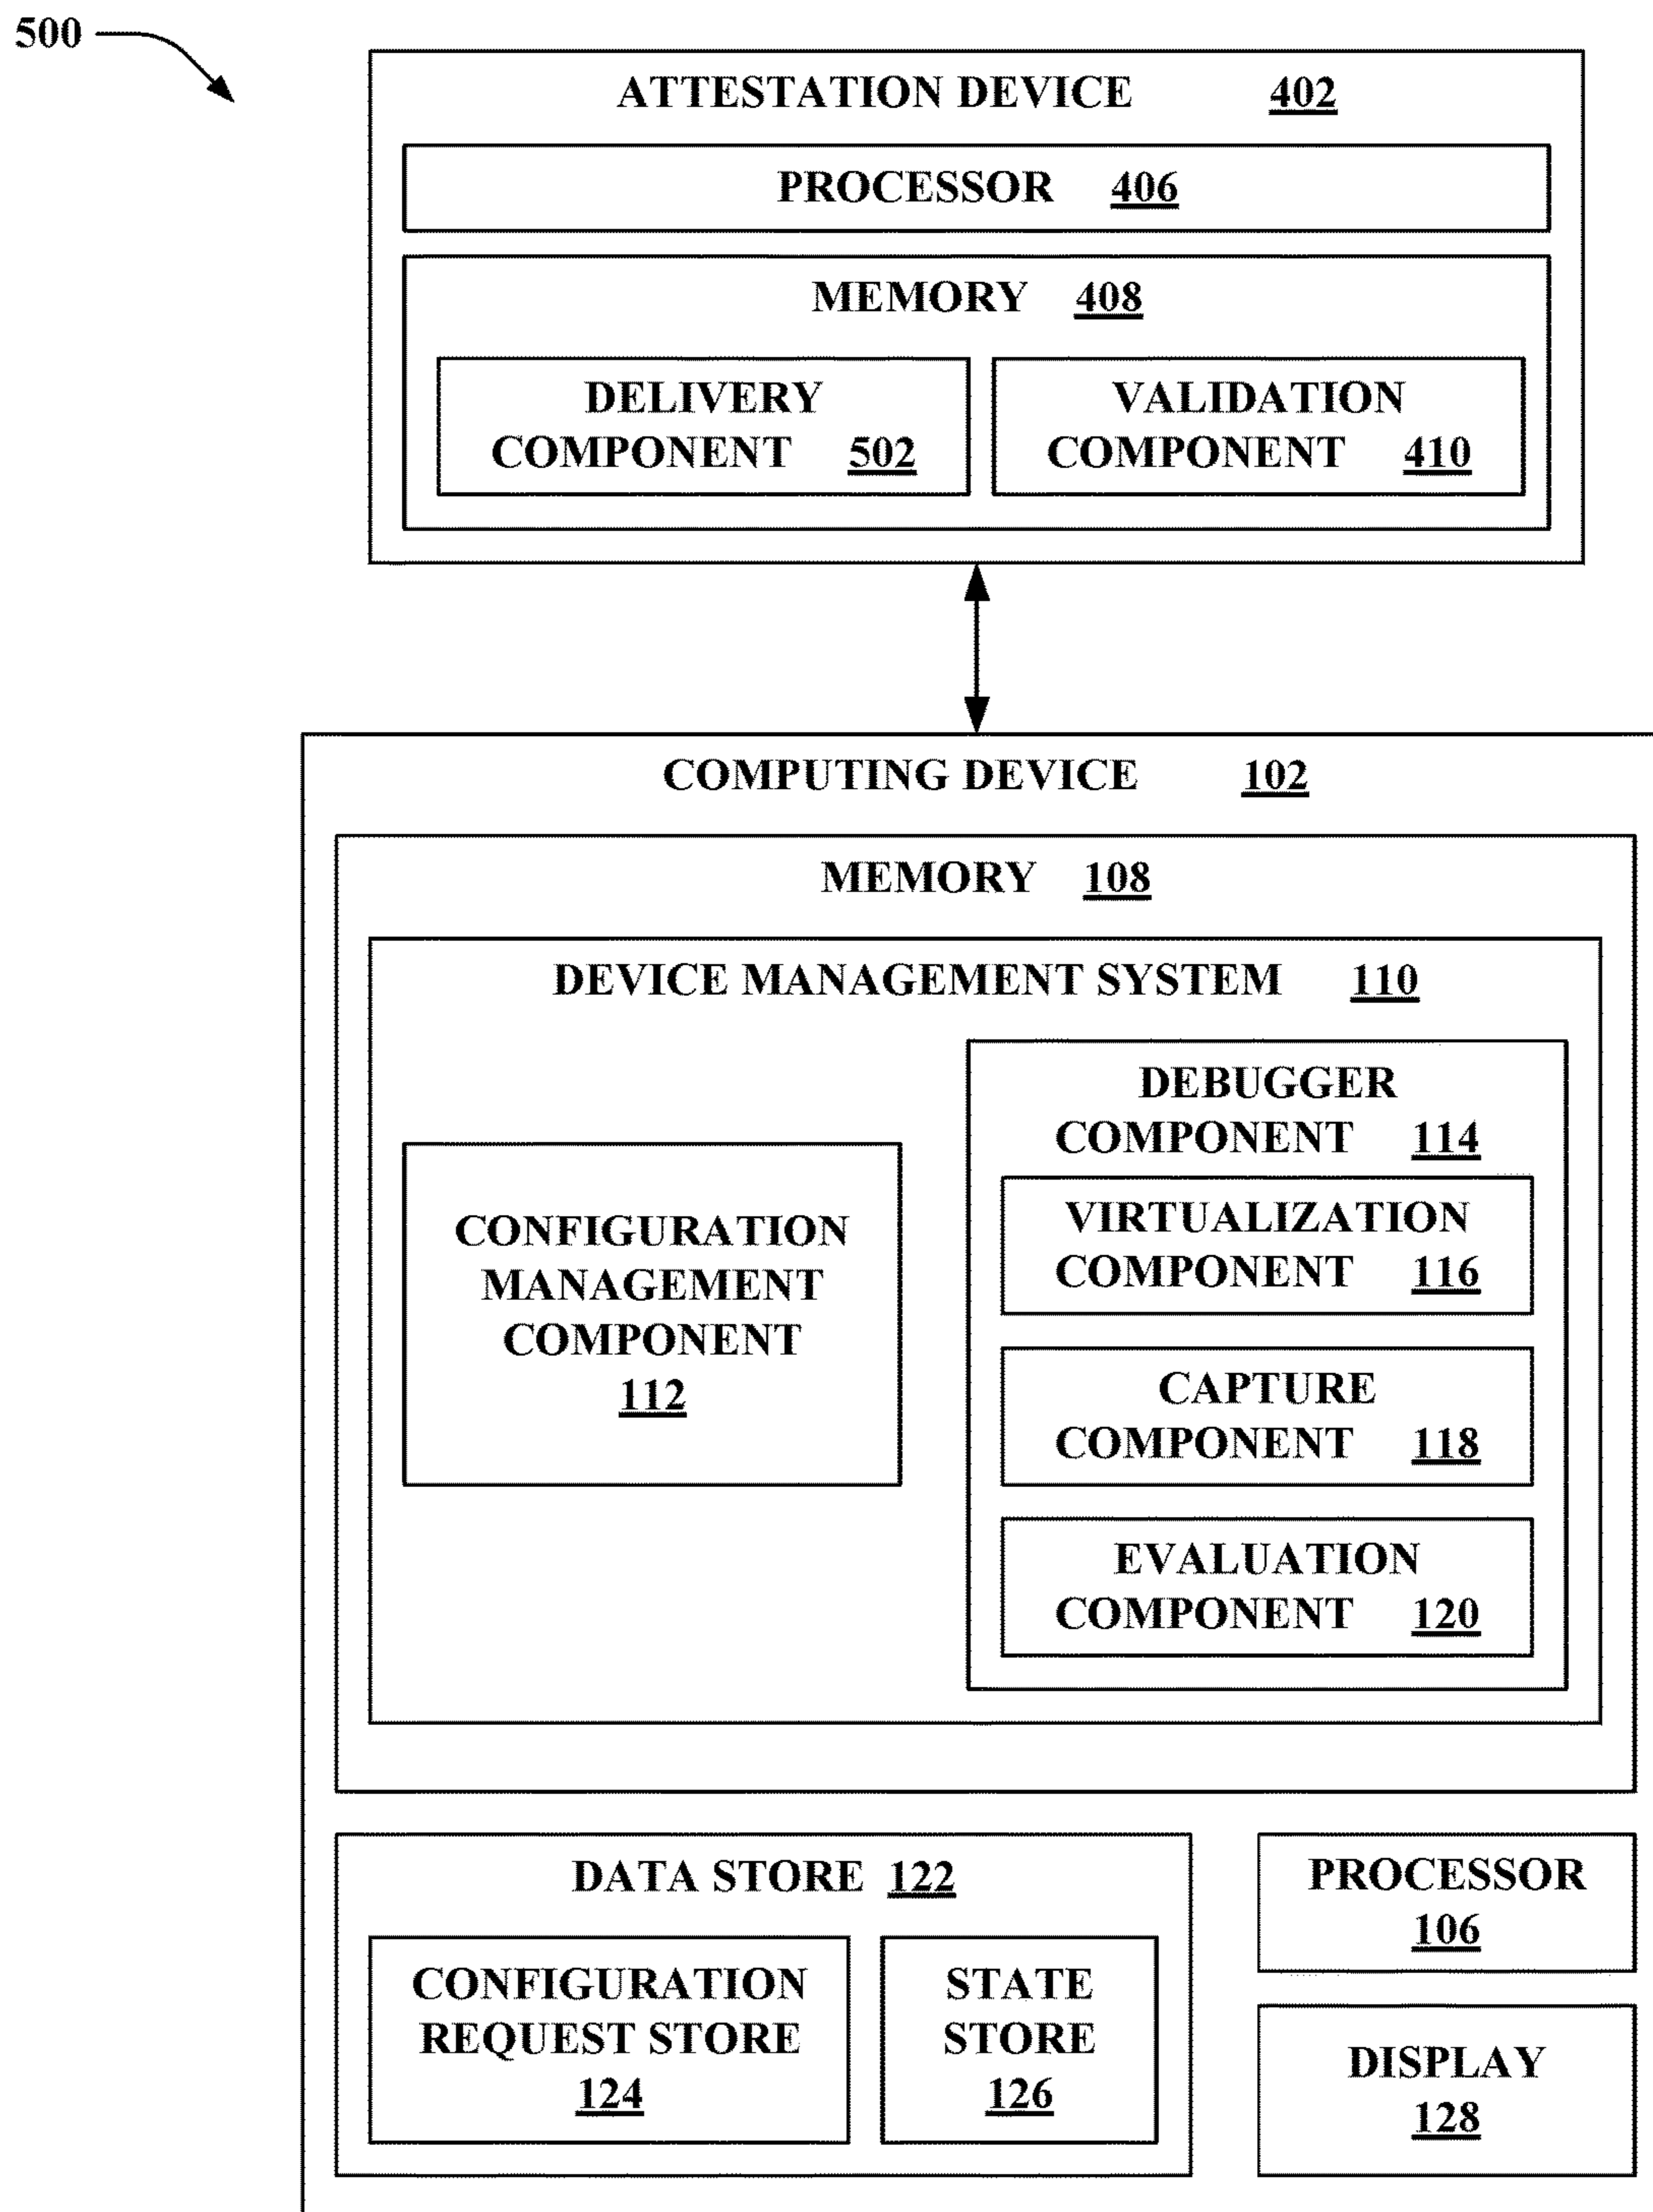 500
ATTESTATION DEVICE 402
PROCESSOR 406
MEMORY 408
DELIVERY
COMPONENT 502
VALIDATION
COMPONENT 410
COMPUTING DEVICE 102
MEMORY 108
DEVICE MANAGEMENT SYSTEM 110
CONFIGURATION
MANAGEMENT
COMPONENT
112
DEBUGGER
COMPONENT 114
VIRTUALIZATION
COMPONENT 116
CAPTURE
COMPONENT 118
EVALUATION
COMPONENT 120
DATA STORE 122
CONFIGURATION
REQUEST STORE
124
STATE
STORE
126
PROCESSOR
106
DISPLAY
128